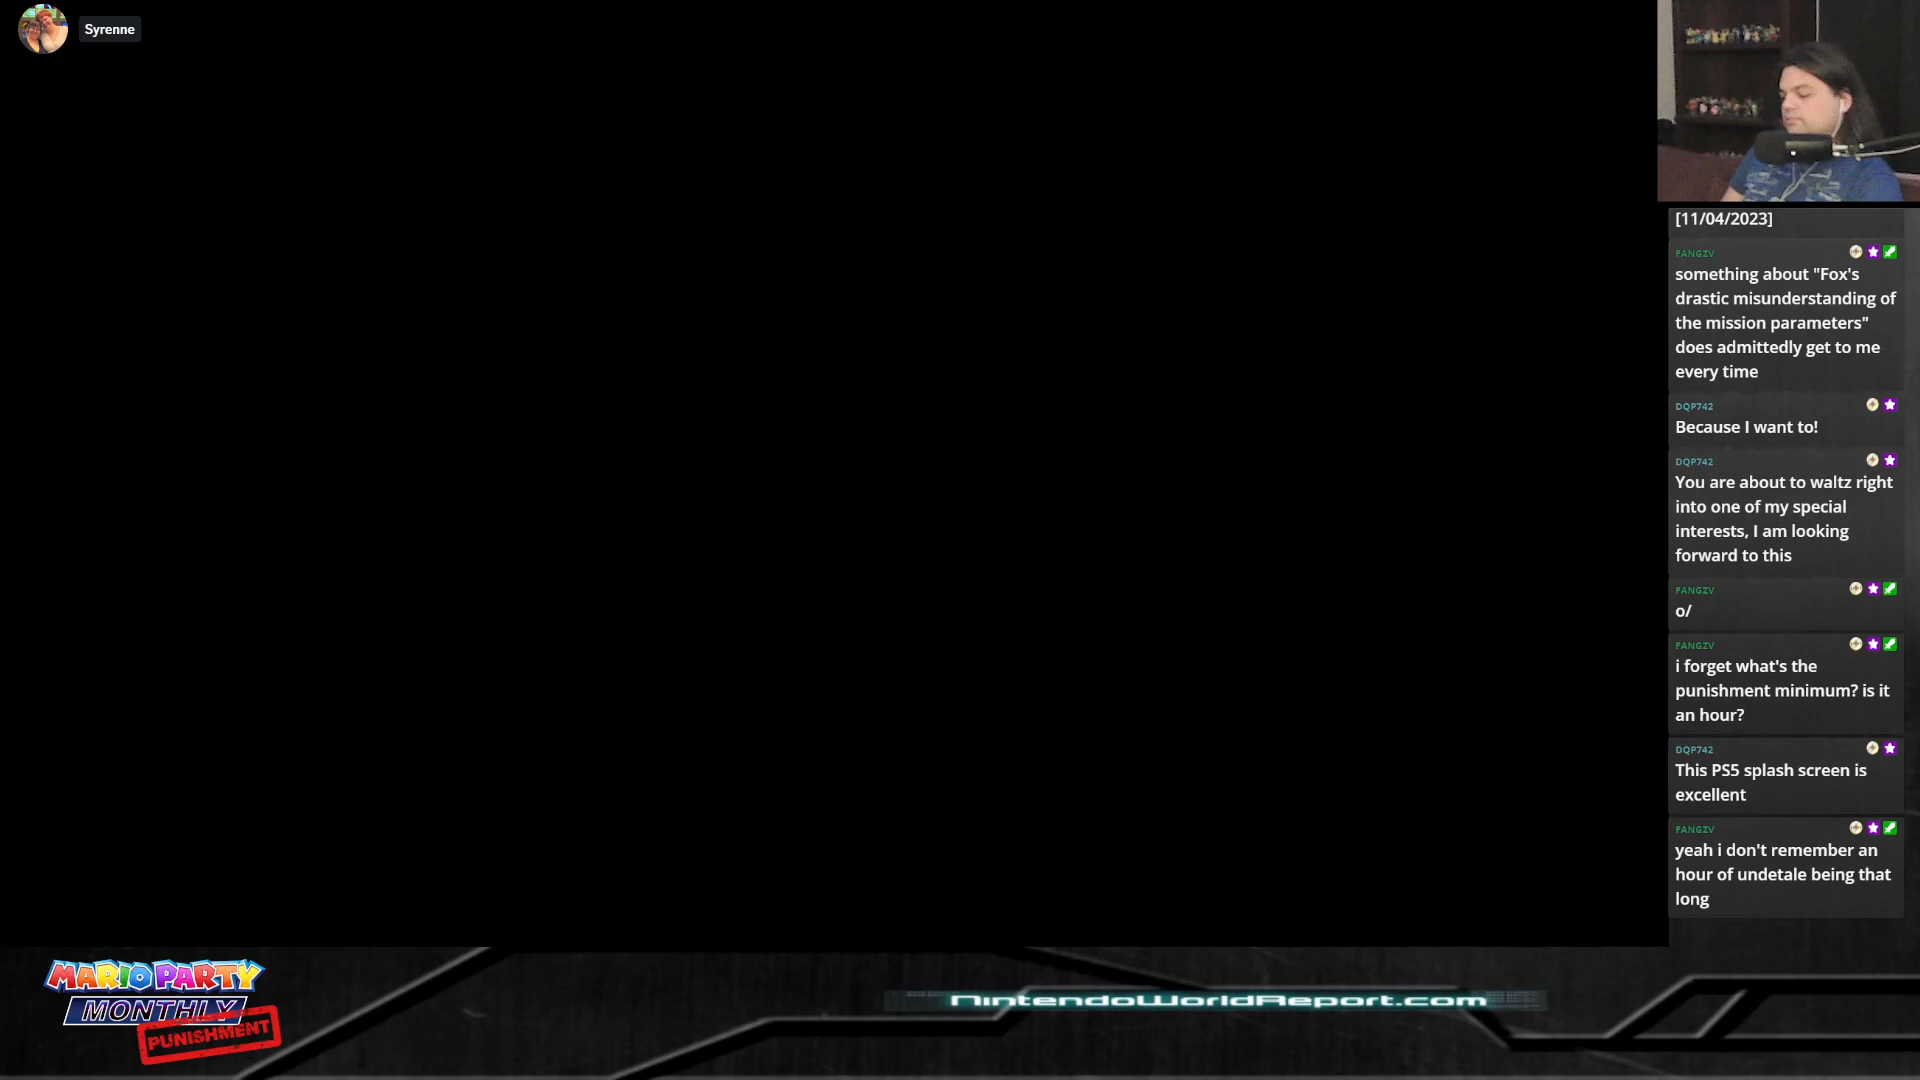 Syrenne
[11/04/2023]
FANGZV
something about "Fox's
drastic misunderstanding of
the mission parameters"
does admittedly get to me
every time
DQP742
Because I want to!
DQP742
You are about to waltz right
into one of my special
interests, I am looking
forward to this
FANGZV
o/
FANGZV
i forget what's the
punishment minimum? is it
an hour?
DQP742
This PS5 splash screen is
excellent
FANGZV
yeah i don't remember an
hour of undetale being that
long
MARIO PARTY
MONTHLY
PUNISHMENT
NintendoWorldReport.com